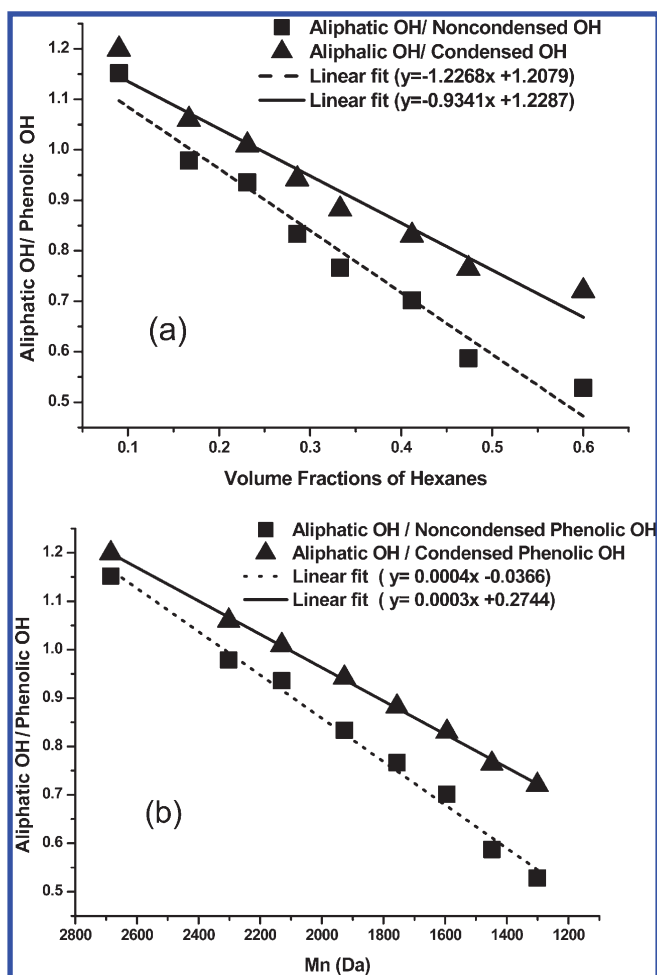 Aliphatic OH/ Noncondensed OH
Aliphalic OH/ Condensed OH
Linear fit (y=-1.2268x +1.2079)
Linear fit (y=-0.9341x +1.2287)
Aliphatic OH/ Phenolic OH
1.2
1.1
1.0
0.9
0.8
0.7
0.6
0.5
(a)
0.1 0.2 0.3 0.4 0.5 0.6
Volume Fractions of Hexanes
Aliphatic OH / Noncondensed Phenolic OH
Aliphatic OH / Condensed Phenolic OH
Linear fit ( y= 0.0004x -0.0366)
Linear fit ( y= 0.0003x +0.2744)
Aliphatic OH / Phenolic OH
1.2
1.1
1.0
0.9
0.8
0.7
0.6
0.5
(b)
2800 2600 2400 2200 2000 1800 1600 1400 1200
Mn (Da)